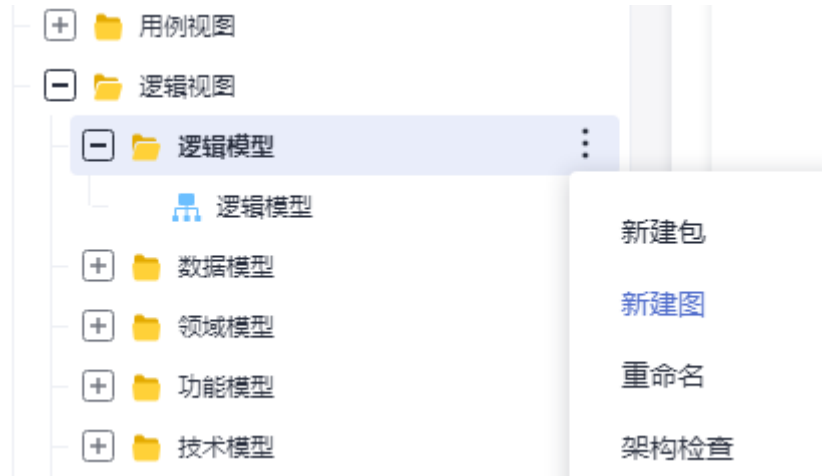 用例视图
逻辑视图
逻辑模型
逻辑模型
数据模型
领域模型
功能模型
技术模型
新建包
新建图
重命名
架构检查